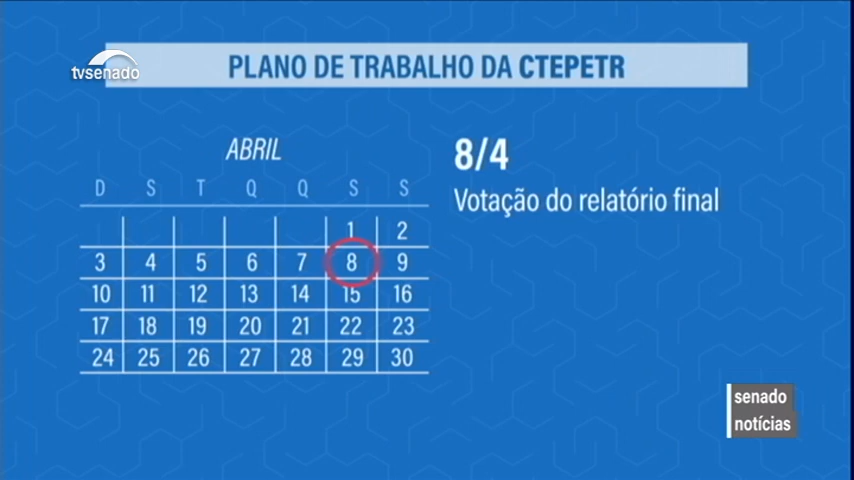 tvsenado
PLANO DE TRABALHO DA CTEPETR
ABRIL
8/4
Votação do relatório final
D S T Q Q S S
1 2
3 4 5 6 7 8 9
10 11 12 13 14 15 16
17 18 19 20 21 22 23
24 25 26 27 28 29 30
senado
notícias